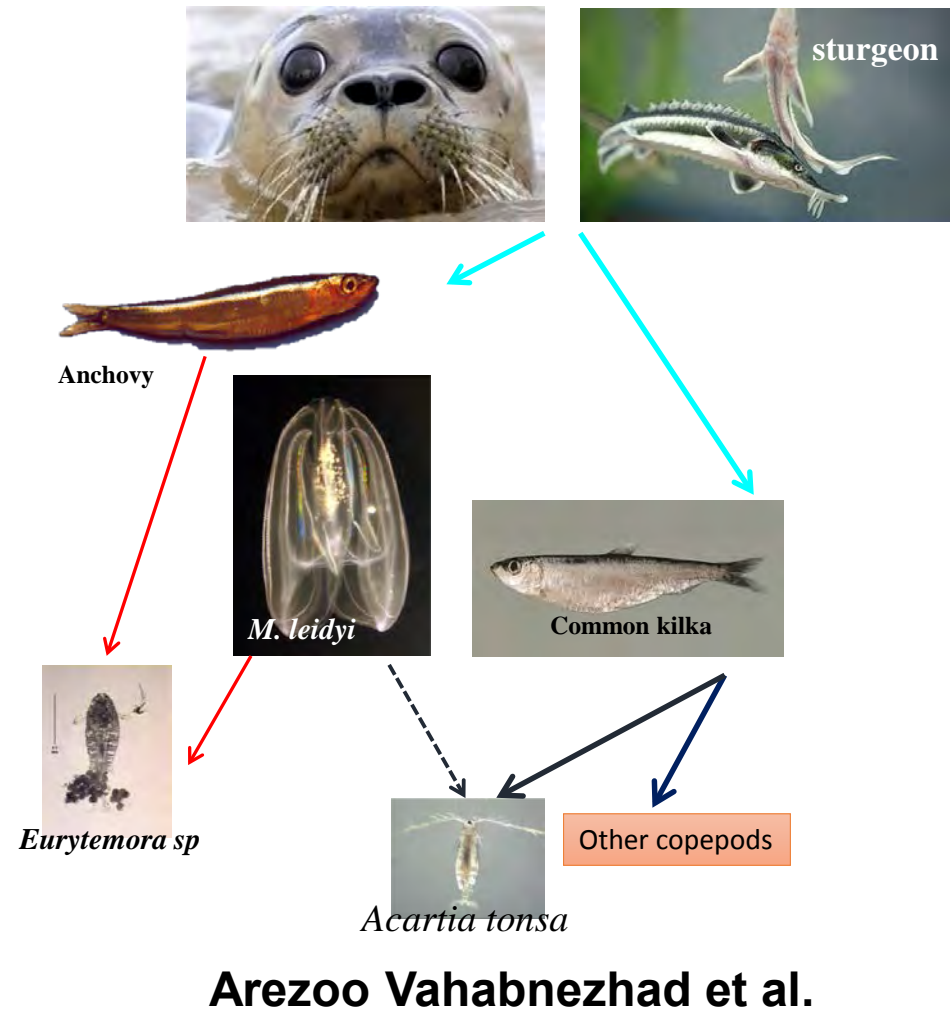 sturgeon
Anchovy
M. leidyi
Common kilka
Eurytemora sp
Other copepods
Acartia tonsa
Arezoo Vahabnezhad et al.